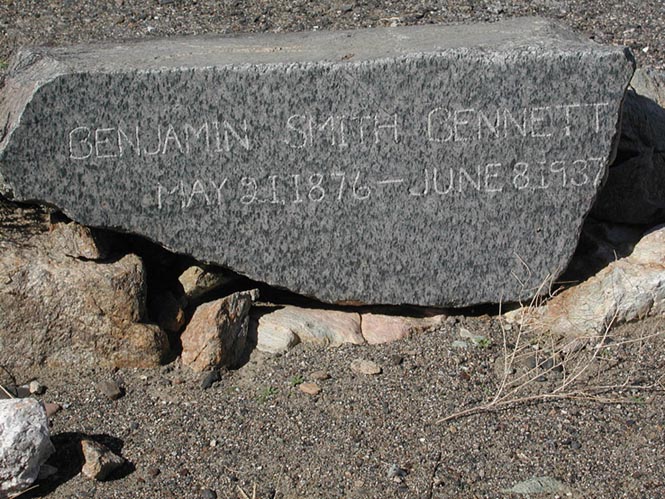 BENJAMIN SMITH BENNETT
MAY 21.1876 - JUNE 8.1937